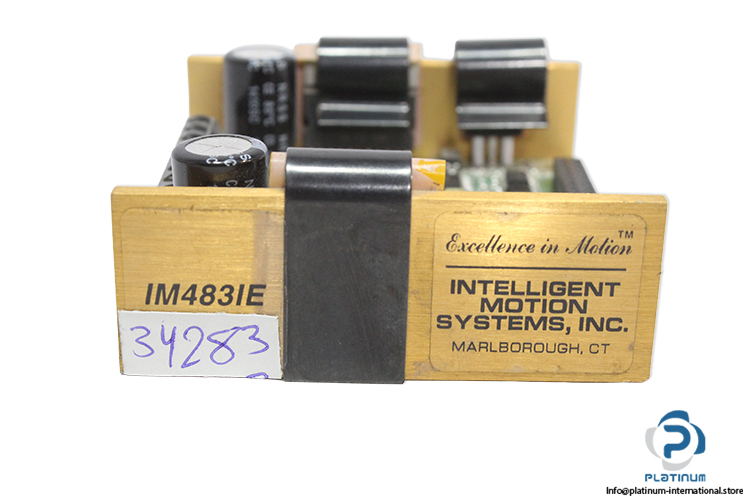 Excellence in Motion™
IM483IE
INTELLIGENT
MOTION
SYSTEMS, INC.
MARLBOROUGH, CT
34283
PLATINUM
Info@platinum-international.store